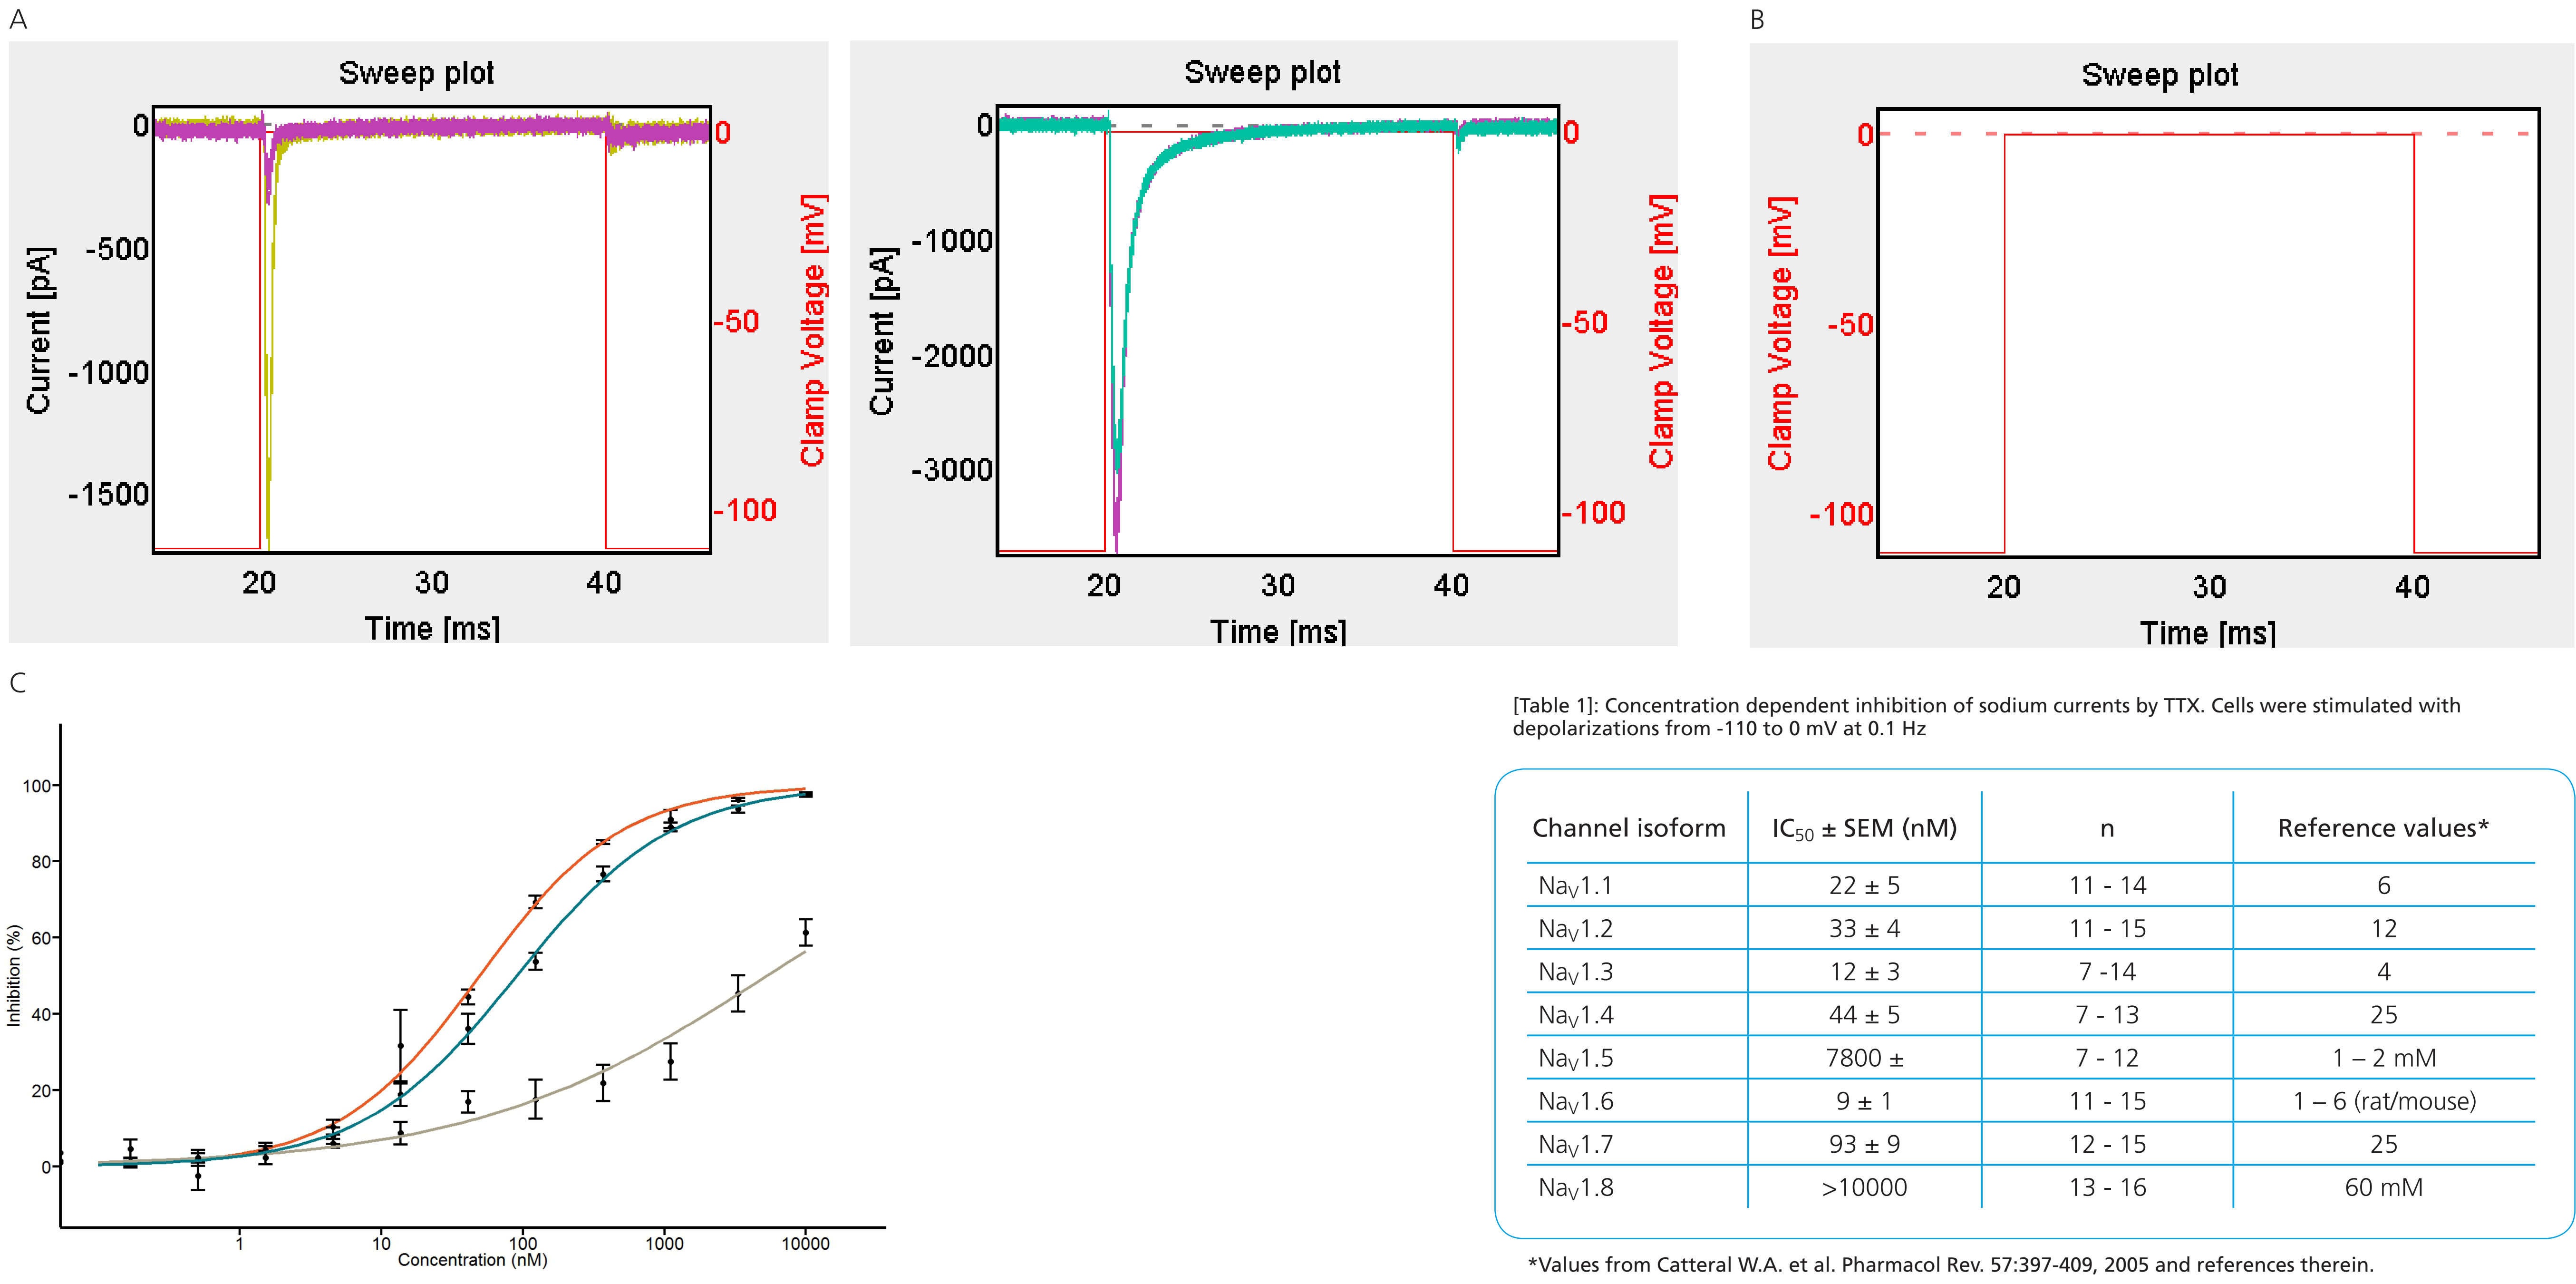 A
B
Sweep plot
0
-500
-1000
-1500
Current [pA]
0
-50
-100
Clamp Voltage [mV]
20 30 40
Time [ms]
Sweep plot
0
-1000
-2000
-3000
Current [pA]
0
-50
-100
Clamp Voltage [mV]
20 30 40
Time [ms]
Sweep plot
0
-50
-100
Clamp Voltage [mV]
20 30 40
Time [ms]
C
100
80
60
40
20
0
Inhibition (%)
1 10 100 1000 10000
Concentration (nM)
[Table 1]: Concentration dependent inhibition of sodium currents by TTX. Cells were stimulated with
depolarizations from -110 to 0 mV at 0.1 Hz
Channel isoform IC50 ± SEM (nM) n Reference values*
NaV1.1 22 ± 5 11 - 14 6
NaV1.2 33 ± 4 11 - 15 12
NaV1.3 12 ± 3 7 -14 4
NaV1.4 44 ± 5 7 - 13 25
NaV1.5 7800 ± 7 - 12 1 – 2 mM
NaV1.6 9 ± 1 11 - 15 1 – 6 (rat/mouse)
NaV1.7 93 ± 9 12 - 15 25
NaV1.8 >10000 13 - 16 60 mM
*Values from Catteral W.A. et al. Pharmacol Rev. 57:397-409, 2005 and references therein.